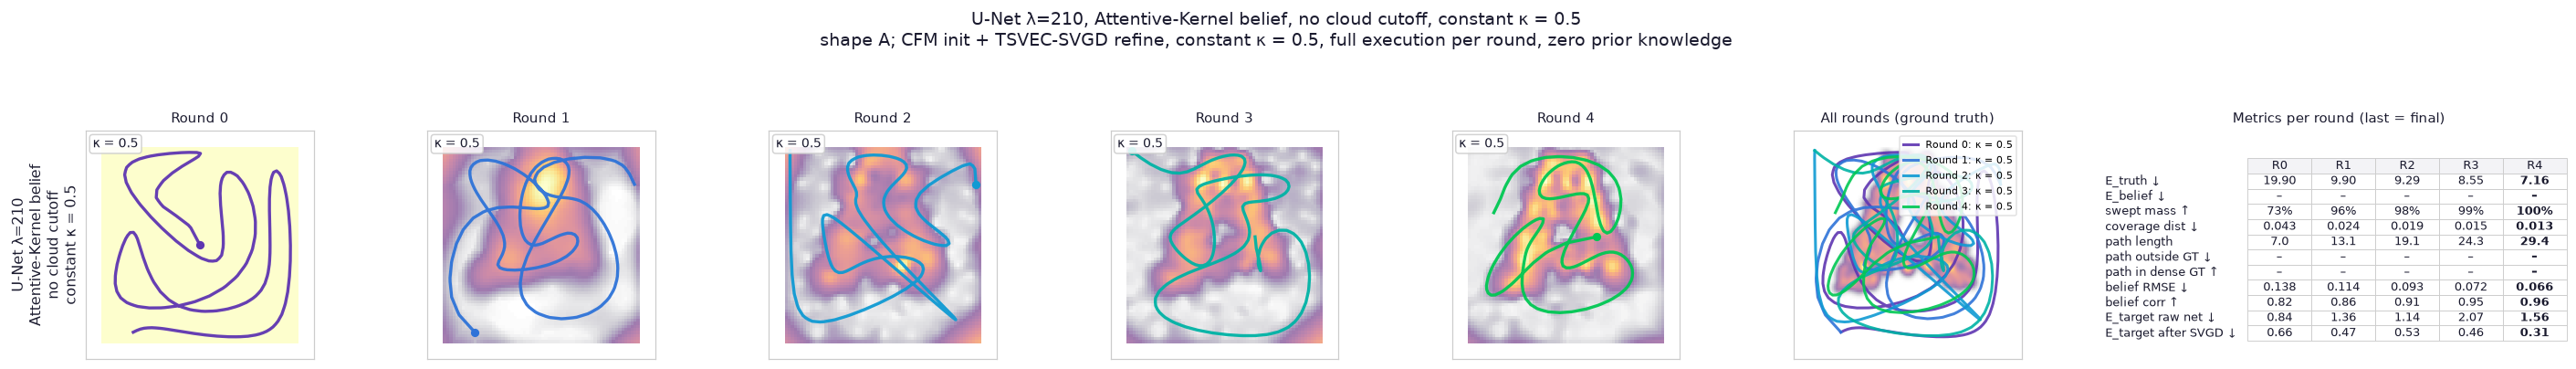 U-Net λ=210, Attentive-Kernel belief, no cloud cutoff, constant κ = 0.5
shape A; CFM init + TSVEC-SVGD refine, constant κ = 0.5, full execution per round, zero prior knowledge
U-Net λ=210
Attentive-Kernel belief
no cloud cutoff
constant κ = 0.5
Round 0
κ = 0.5
Round 1
κ = 0.5
Round 2
κ = 0.5
Round 3
κ = 0.5
Round 4
κ = 0.5
All rounds (ground truth)
Round 0: κ = 0.5
Round 1: κ = 0.5
Round 2: κ = 0.5
Round 3: κ = 0.5
Round 4: κ = 0.5
Metrics per round (last = final)
R0 R1 R2 R3 R4
E_truth ↓ 19.90 9.90 9.29 8.55 7.16
E_belief ↓ – – – – –
swept mass ↑ 73% 96% 98% 99% 100%
coverage dist ↓ 0.043 0.024 0.019 0.015 0.013
path length 7.0 13.1 19.1 24.3 29.4
path outside GT ↓ – – – – –
path in dense GT ↑ – – – – –
belief RMSE ↓ 0.138 0.114 0.093 0.072 0.066
belief corr ↑ 0.82 0.86 0.91 0.95 0.96
E_target raw net ↓ 0.84 1.36 1.14 2.07 1.56
E_target after SVGD ↓ 0.66 0.47 0.53 0.46 0.31